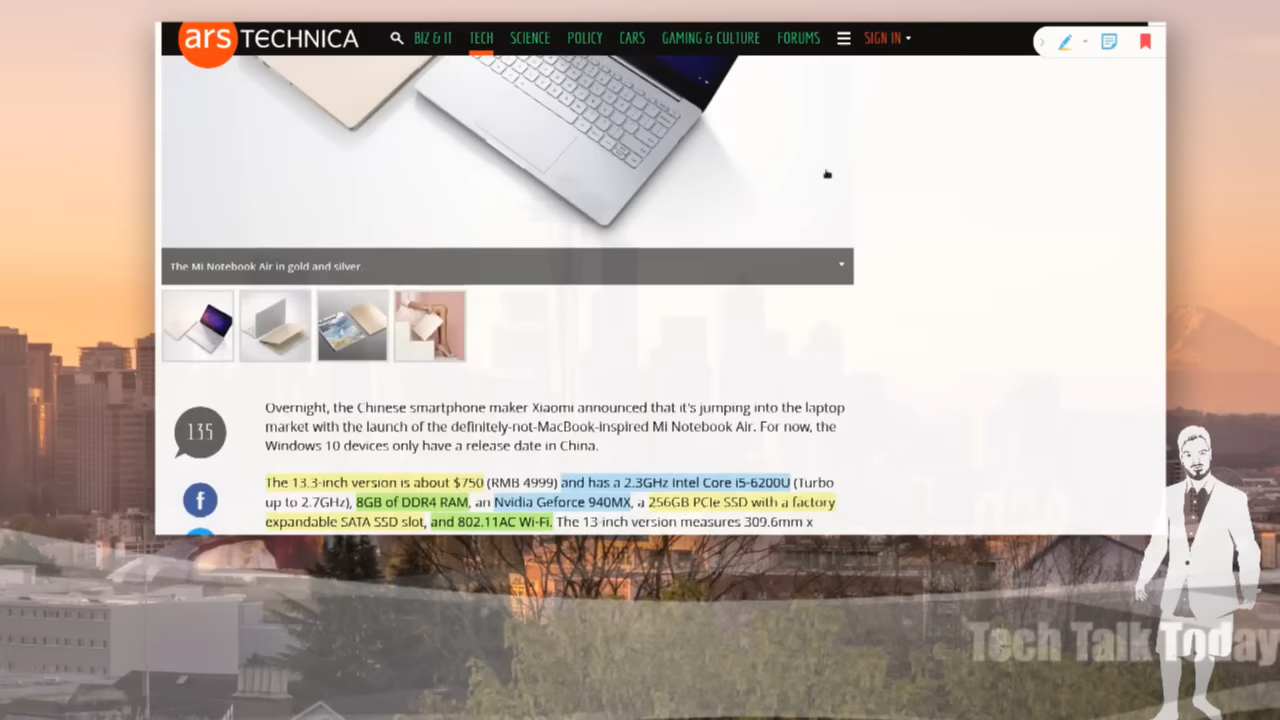 ars TECHNICA BIZ & IT TECH SCIENCE POLICY CARS GAMING & CULTURE FORUMS SIGN IN
The Mi Notebook Air in gold and silver.
Overnight, the Chinese smartphone maker Xiaomi announced that it's jumping into the laptop
market with the launch of the definitely-not-MacBook-inspired Mi Notebook Air. For now, the
135
Windows 10 devices only have a release date in China.
The 13.3-inch version is about $750 (RMB 4999) and has a 2.3GHz Intel Core i5-6200U (Turbo
f
up to 2.7GHz), 8GB of DDR4 RAM, an Nvidia Geforce 940MX, a 256GB PCIe SSD with a factory
expandable SATA SSD slot, and 802.11AC Wi-Fi. The 13-inch version measures 309.6mm x
Tech Talk Today